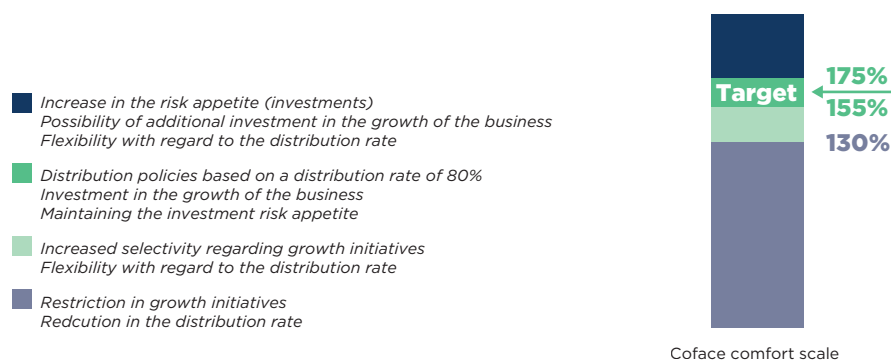 Increase in the risk appetite (investments)
Possibility of additional investment in the growth of the business
Flexibility with regard to the distribution rate
Distribution policies based on a distribution rate of 80%
Investment in the growth of the business
Maintaining the investment risk appetite
Increased selectivity regarding growth initiatives
Flexibility with regard to the distribution rate
Restriction in growth initiatives
Redcution in the distribution rate
175%
Target
155%
130%
Coface comfort scale